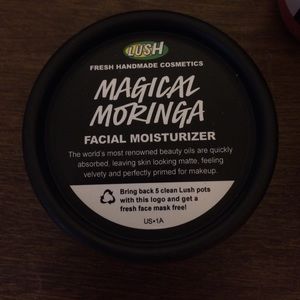 LUSH
FRESH HANDMADE COSMETICS
MAGICAL
MORINGA
FACIAL MOISTURIZER
The world's most renowned beauty oils are quickly
absorbed, leaving skin looking matte, feeling
velvety and perfectly primed for makeup.
Bring back 5 clean Lush pots
with this logo and get a
fresh face mask free!
US•1A